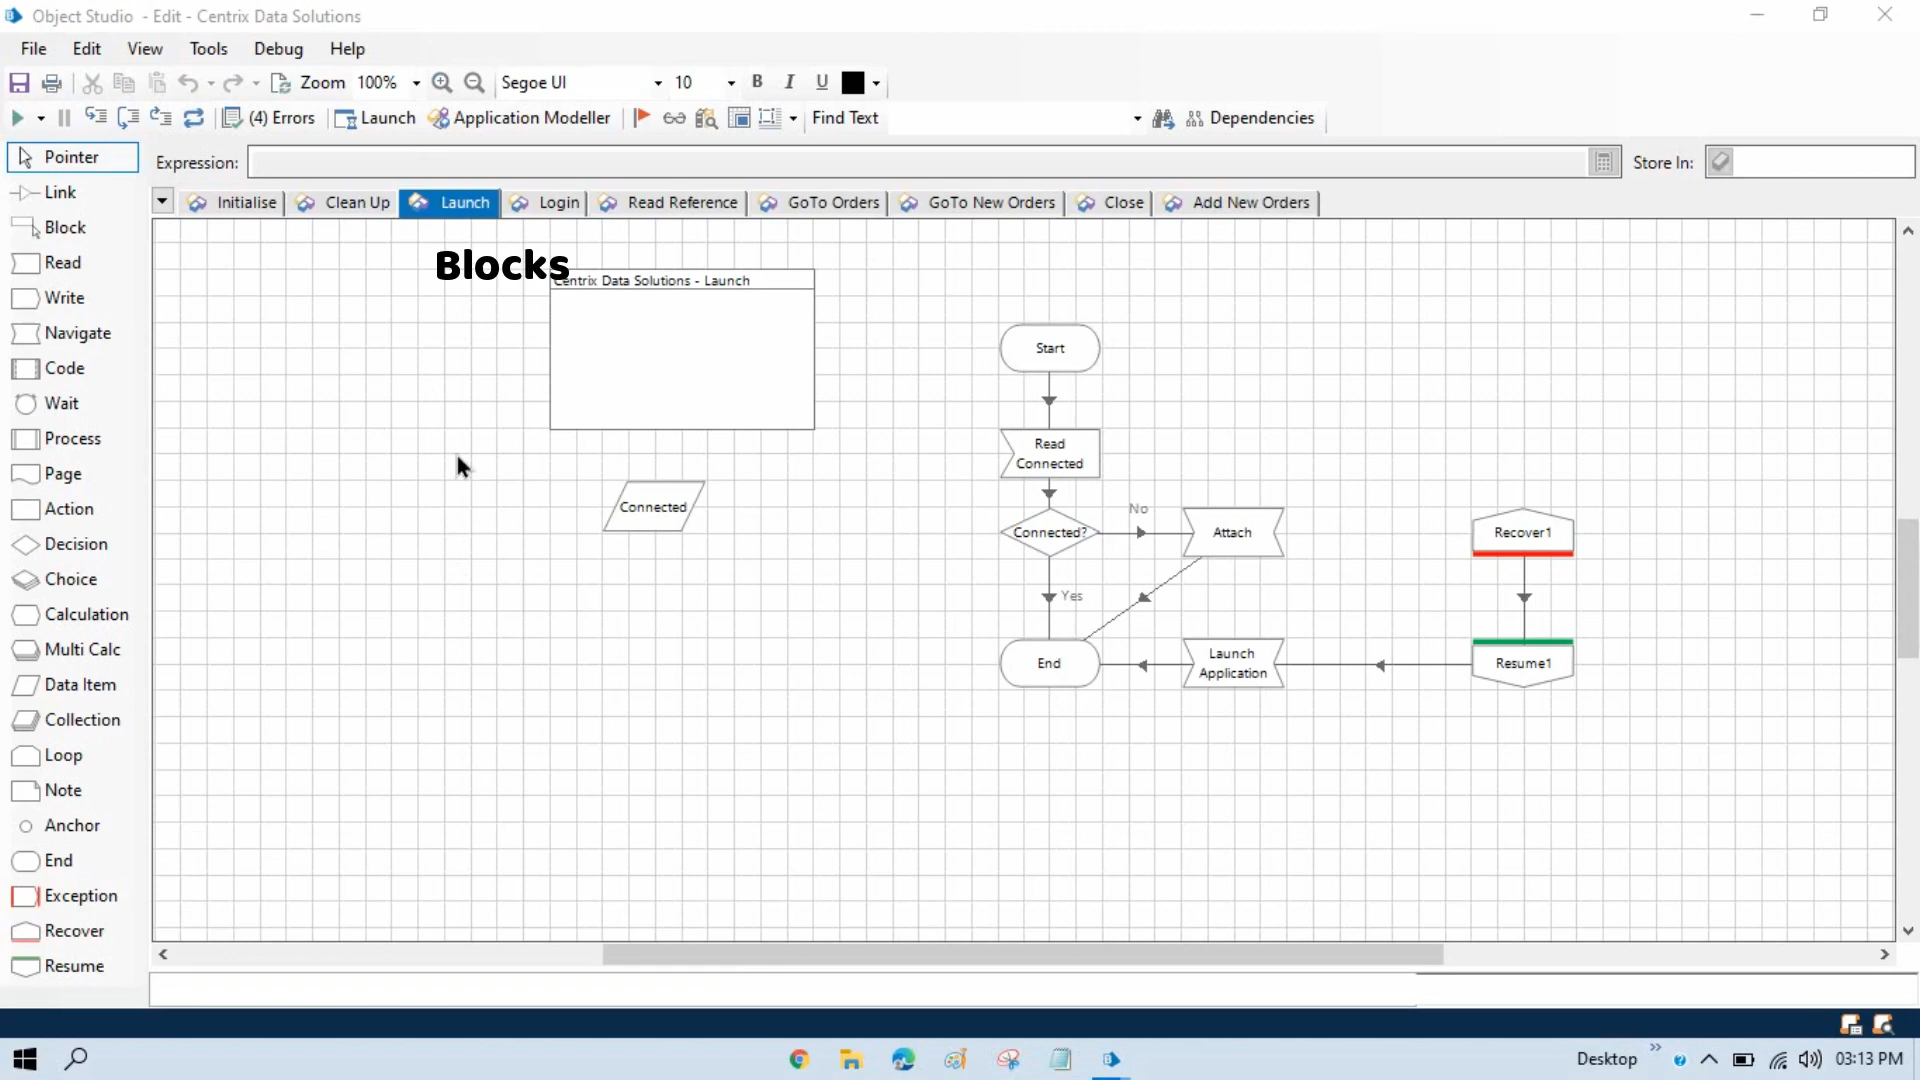 Object Studio - Edit - Centrix Data Solutions
File Edit View Tools Debug Help
Zoom 100% Segoe UI 10 B I U
(4) Errors Launch Application Modeller Find Text Dependencies
Pointer
Expression: Store In:
Link
Initialise Clean Up Launch Login Read Reference GoTo Orders GoTo New Orders Close Add New Orders
Block
Read
Write
Navigate
Code
Wait
Process
Page
Action
Decision
Choice
Calculation
Multi Calc
Data Item
Collection
Loop
Note
Anchor
End
Exception
Recover
Resume
Blocks
Centrix Data Solutions - Launch
Connected
Start
Read
Connected
Connected?
No
Attach
Yes
End
Launch
Application
Recover1
Resume1
Desktop 03:13 PM